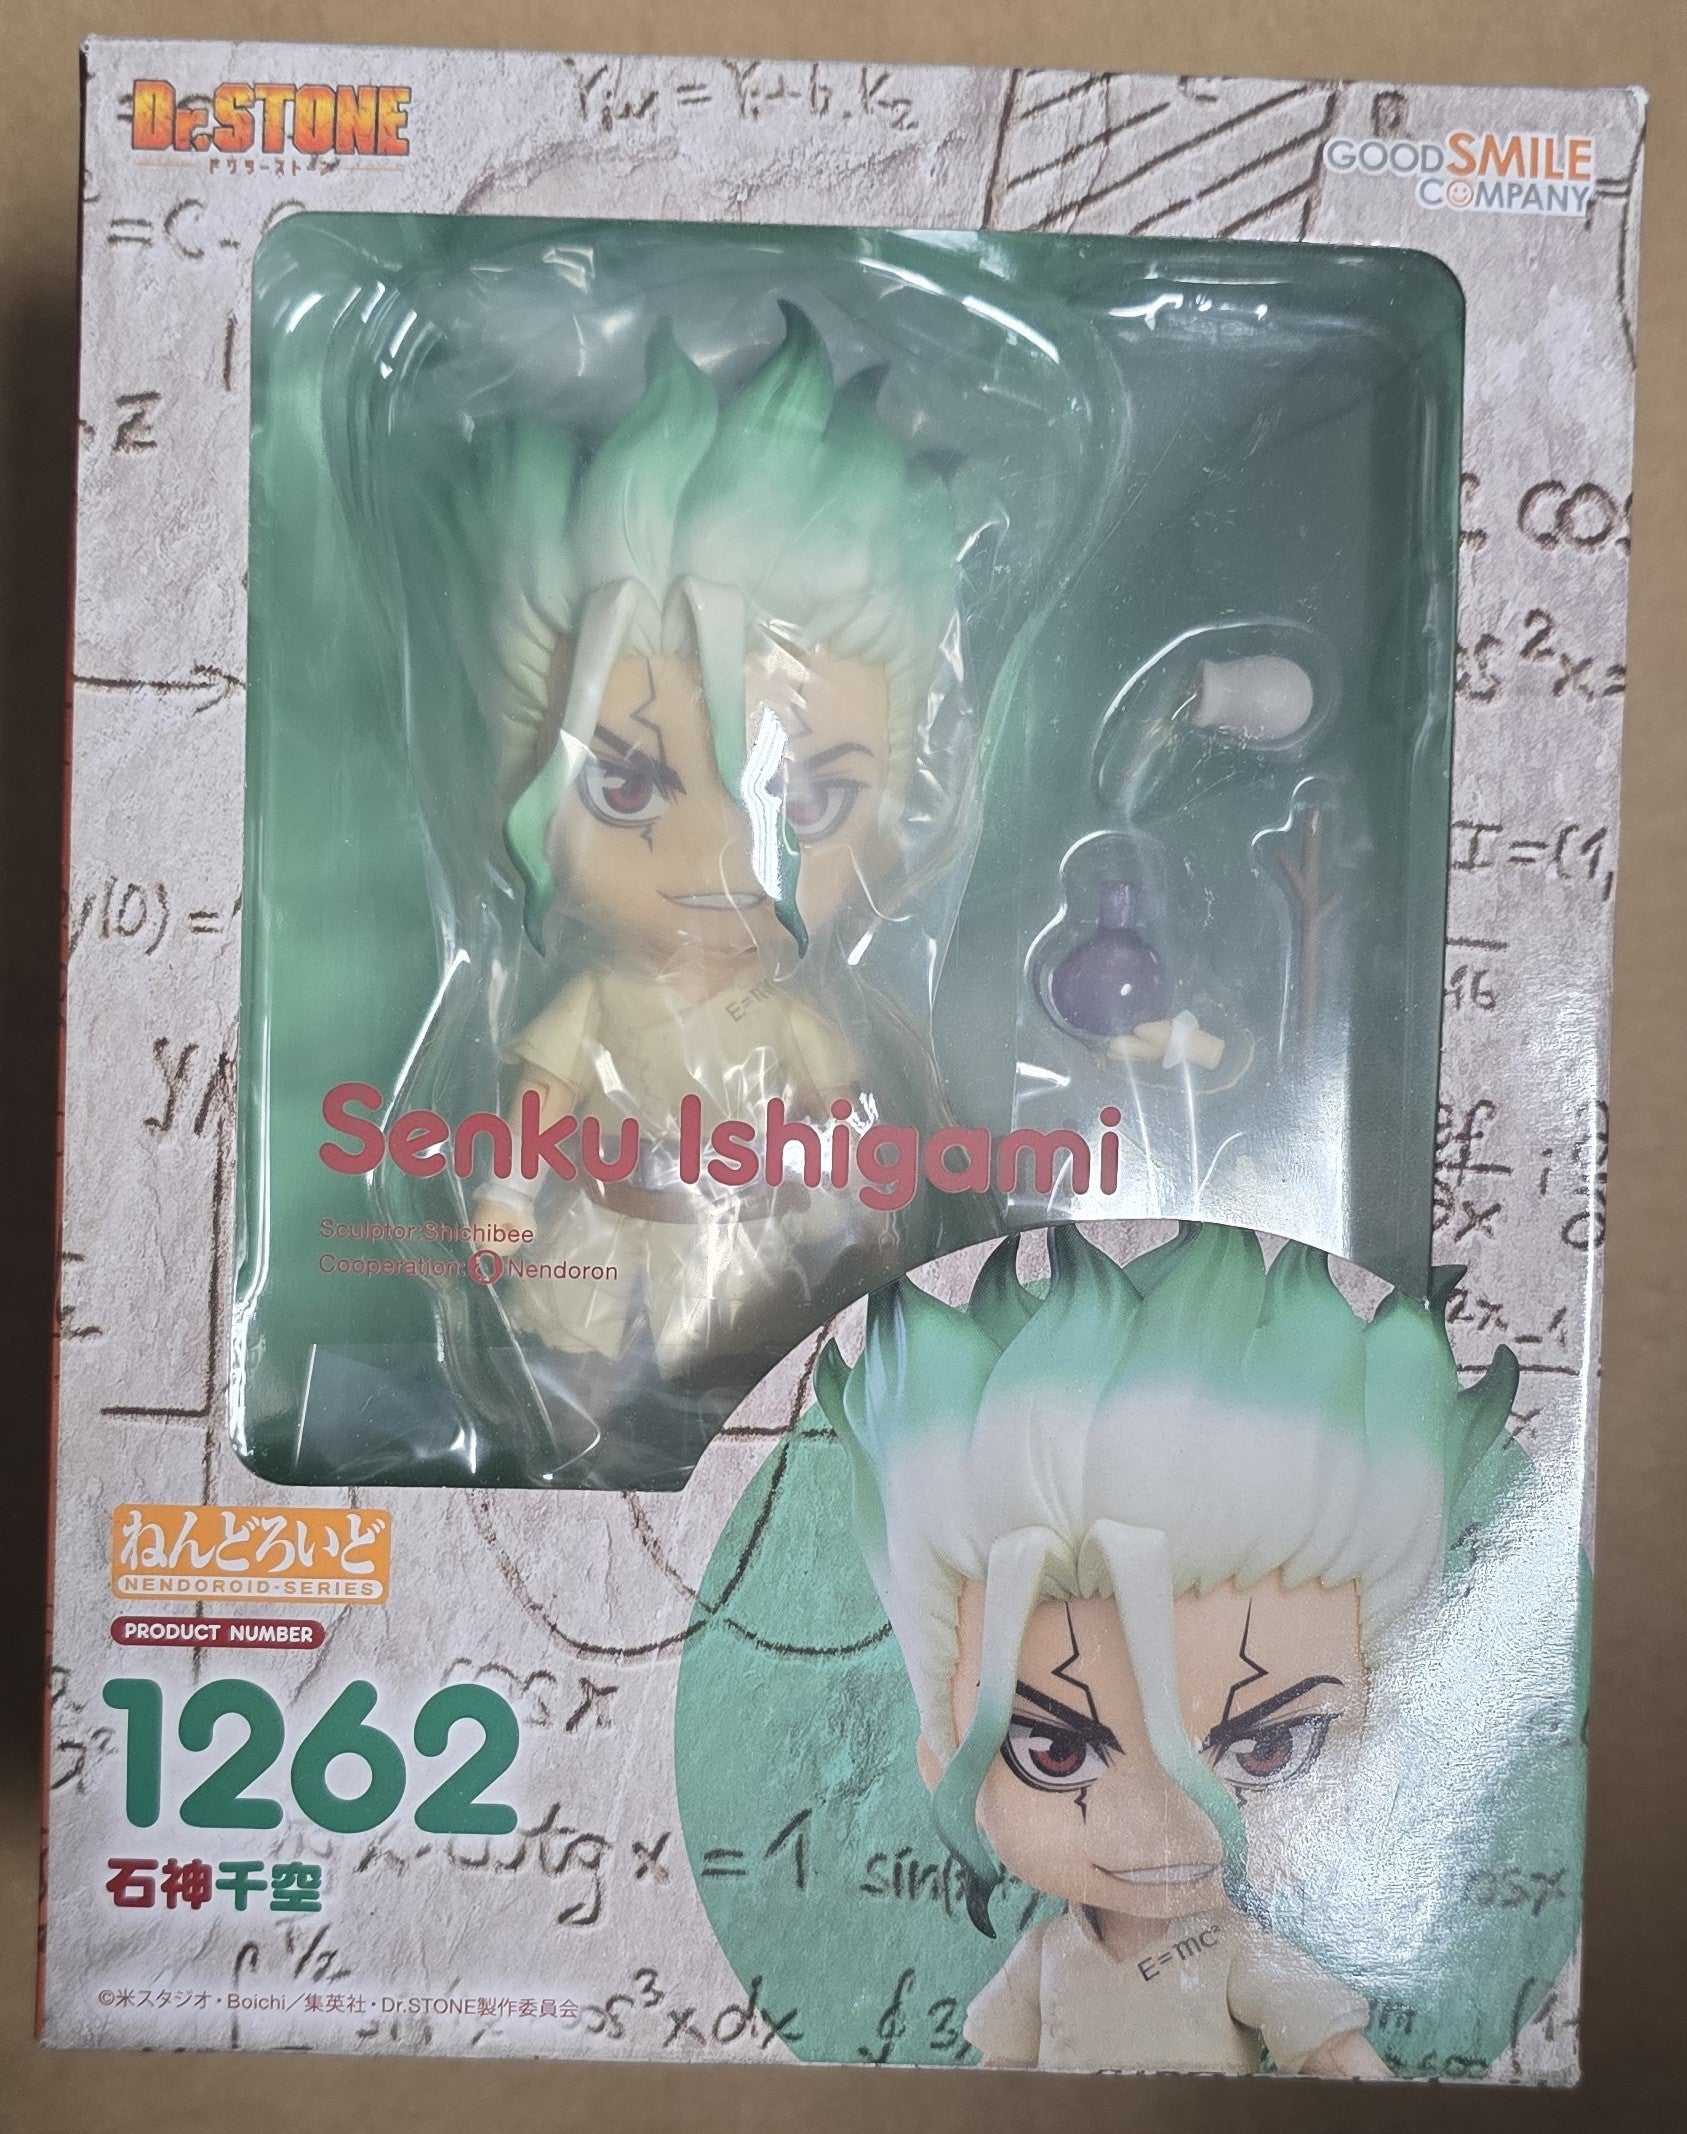 Dr.STONE
ドクターストーン
GOOD SMILE
COMPANY
Senku Ishigami
Sculptor:Shichibee
Cooperation: Nendoron
E=m
ねんどろいど
NENDOROID-SERIES
PRODUCT NUMBER
1262
石神千空
E=mc²
©米スタジオ・Boichi／集英社・Dr.STONE製作委員会